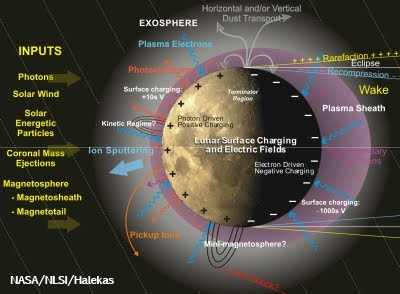 Horizontal and/or Vertical
Dust Transport
EXOSPHERE
Plasma Electrons
Rarefaction + + + +
Eclipse
Recompression
Wake
INPUTS
Photons
Solar Wind
Solar
Energetic
Particles
Coronal Mass
Ejections
Magnetosphere
- Magnetosheath
- Magnetotail
Surface charging:
+10s V
Kinetic Regime?
Ion Sputtering
Pickup Ions
Terminator
Region
Photon Driven
Positive Charging
Lunar Surface Charging
and Electric Fields
Electron Driven
Negative Charging
Plasma Sheath
Surface charging:
~ -1000s V
Mini-magnetosphere?
NASA/NLSI/Halekas